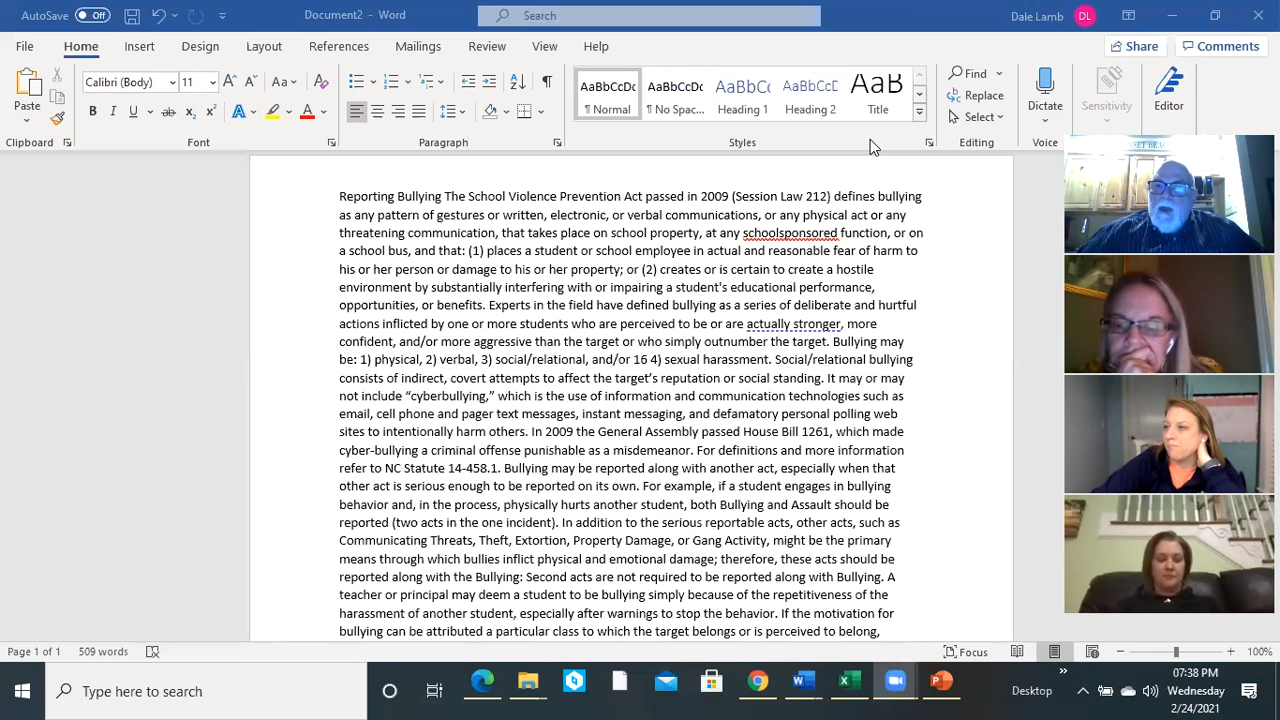 AutoSave Off Document2 - Word Search Dale Lamb DL
File Home Insert Design Layout References Mailings Review View Help Share Comments
Paste Calibri (Body) 11 A A Aa B I U ab x x A A AaBbCcDc AaBbCcDc AaBbCc AaBbCcD AaB Find Replace Select Dictate Sensitivity Editor
¶ Normal ¶ No Spac... Heading 1 Heading 2 Title
Clipboard Font Paragraph Styles Editing Voice
Reporting Bullying The School Violence Prevention Act passed in 2009 (Session Law 212) defines bullying
as any pattern of gestures or written, electronic, or verbal communications, or any physical act or any
threatening communication, that takes place on school property, at any schoolsponsored function, or on
a school bus, and that: (1) places a student or school employee in actual and reasonable fear of harm to
his or her person or damage to his or her property; or (2) creates or is certain to create a hostile
environment by substantially interfering with or impairing a student's educational performance,
opportunities, or benefits. Experts in the field have defined bullying as a series of deliberate and hurtful
actions inflicted by one or more students who are perceived to be or are actually stronger, more
confident, and/or more aggressive than the target or who simply outnumber the target. Bullying may
be: 1) physical, 2) verbal, 3) social/relational, and/or 16 4) sexual harassment. Social/relational bullying
consists of indirect, covert attempts to affect the target’s reputation or social standing. It may or may
not include “cyberbullying,” which is the use of information and communication technologies such as
email, cell phone and pager text messages, instant messaging, and defamatory personal polling web
sites to intentionally harm others. In 2009 the General Assembly passed House Bill 1261, which made
cyber-bullying a criminal offense punishable as a misdemeanor. For definitions and more information
refer to NC Statute 14-458.1. Bullying may be reported along with another act, especially when that
other act is serious enough to be reported on its own. For example, if a student engages in bullying
behavior and, in the process, physically hurts another student, both Bullying and Assault should be
reported (two acts in the one incident). In addition to the serious reportable acts, other acts, such as
Communicating Threats, Theft, Extortion, Property Damage, or Gang Activity, might be the primary
means through which bullies inflict physical and emotional damage; therefore, these acts should be
reported along with the Bullying: Second acts are not required to be reported along with Bullying. A
teacher or principal may deem a student to be bullying simply because of the repetitiveness of the
harassment of another student, especially after warnings to stop the behavior. If the motivation for
bullying can be attributed a particular class to which the target belongs or is perceived to belong,
Page 1 of 1 509 words Focus 100%
Type here to search Desktop 07:38 PM
Wednesday
2/24/2021